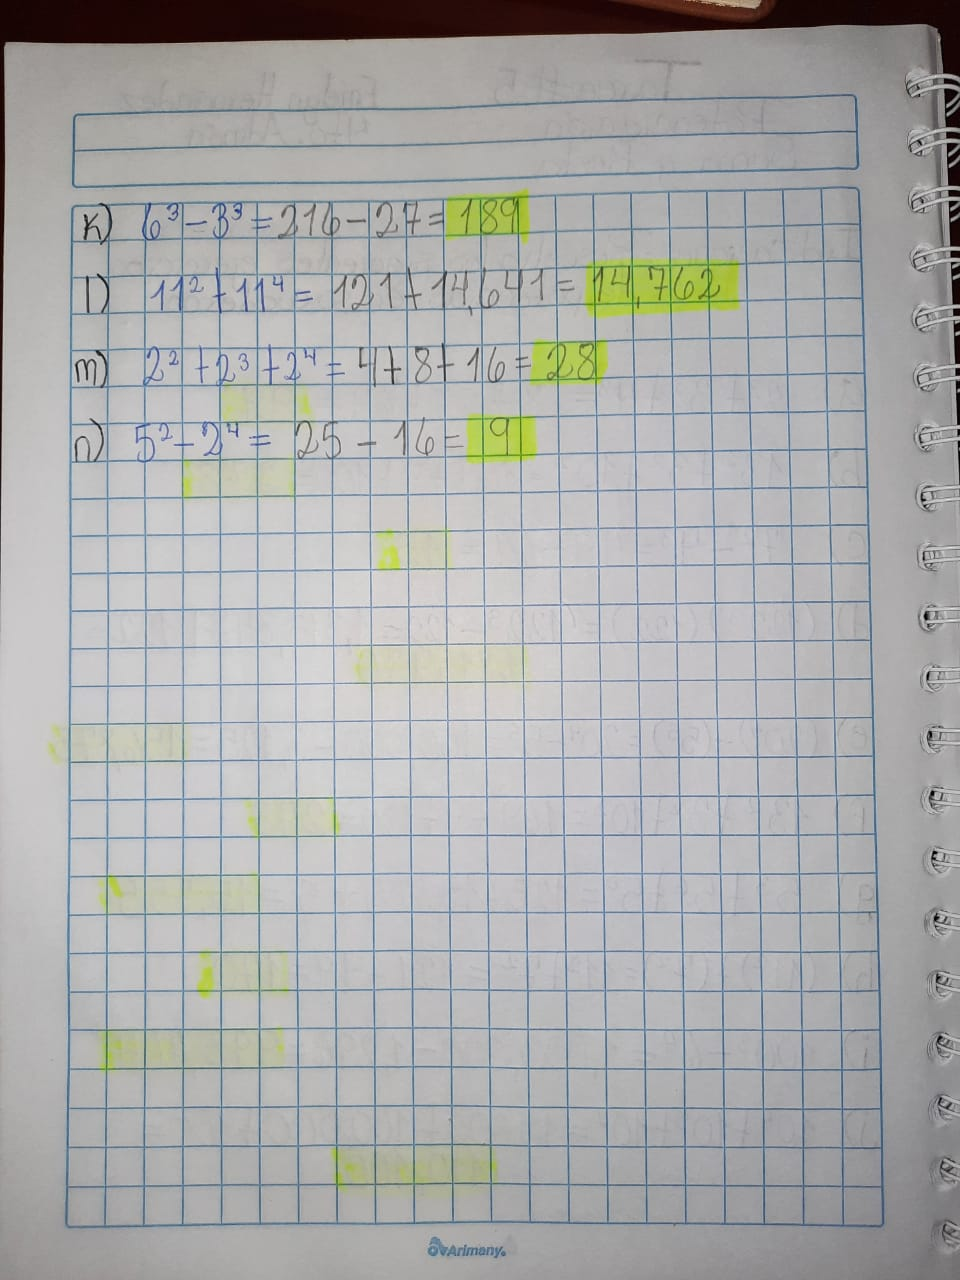 K) 6³ - 3³ = 216 - 27 = 189
l) 11² + 11⁴ = 121 + 14,641 = 14,762
m) 2² + 2³ + 2⁴ = 4 + 8 + 16 = 28
n) 5² - 2⁴ = 25 - 16 = 9
Arimany